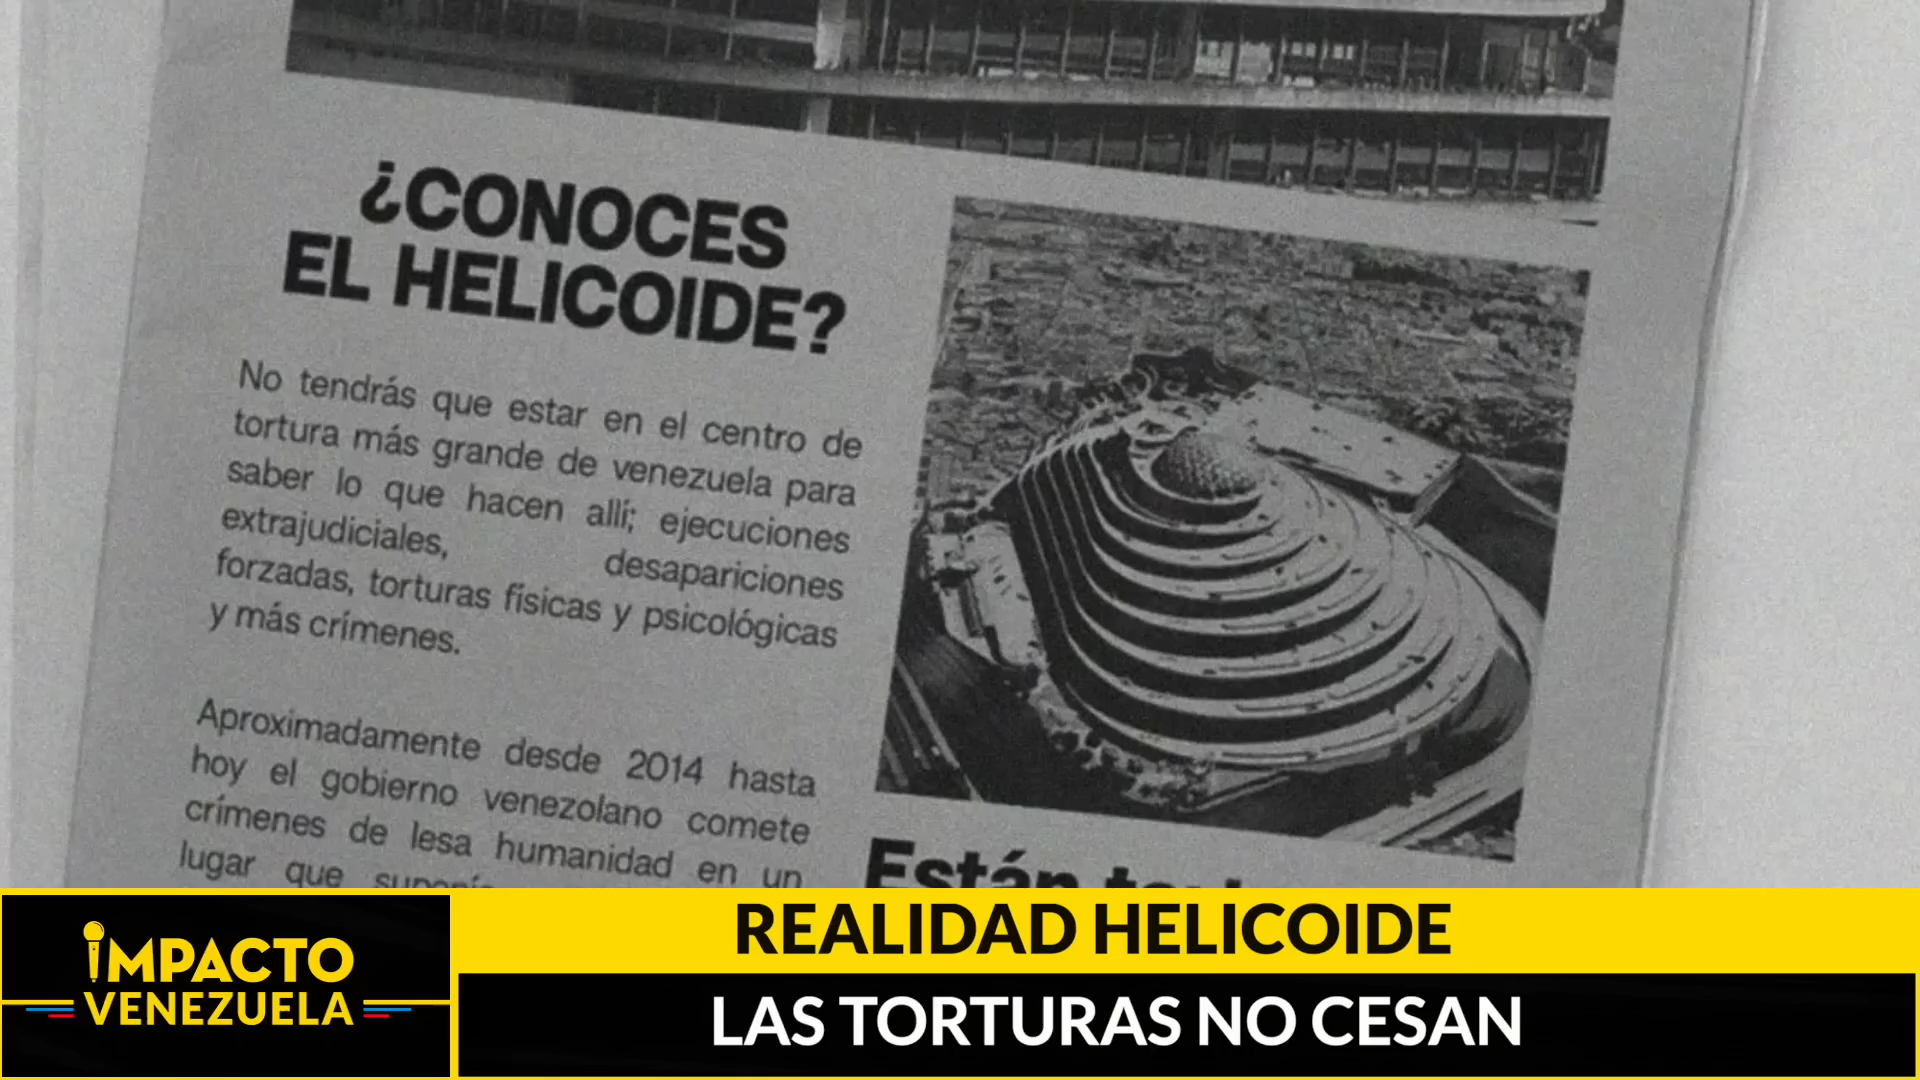 ¿CONOCES
EL HELICOIDE?
No tendrás que estar en el centro de
tortura más grande de venezuela para
saber lo que hacen allí; ejecuciones
extrajudiciales, desapariciones
forzadas, torturas físicas y psicológicas
y más crímenes.
Aproximadamente desde 2014 hasta
hoy el gobierno venezolano comete
crímenes de lesa humanidad en un
lugar que
Están
IMPACTO
VENEZUELA
REALIDAD HELICOIDE
LAS TORTURAS NO CESAN